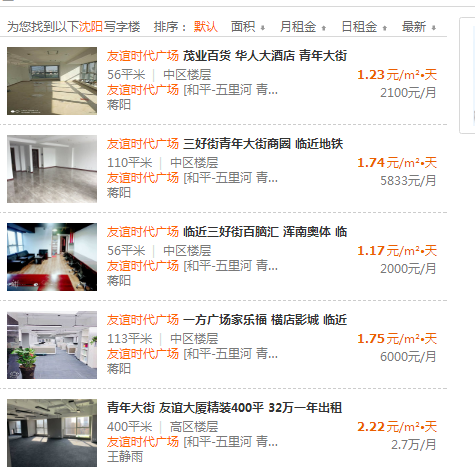 为您找到以下沈阳写字楼 排序: 默认 面积 月租金 日租金 最新
友谊时代广场 茂业百货 华人大酒店 青年大街
56平米 | 中区楼层 1.23元/m²•天
友谊时代广场 [和平-五里河 青... 2100元/月
蒋阳
友谊时代广场 三好街青年大街商圆 临近地铁
110平米 | 中区楼层 1.74元/m²•天
友谊时代广场 [和平-五里河 青... 5833元/月
蒋阳
友谊时代广场 临近三好街百脑汇 浑南奥体 临
56平米 | 中区楼层 1.17元/m²•天
友谊时代广场 [和平-五里河 青... 2000元/月
蒋阳
友谊时代广场 一方广场家乐福 横店影城 临近
113平米 | 中区楼层 1.75元/m²•天
友谊时代广场 [和平-五里河 青... 6000元/月
蒋阳
青年大街 友谊大厦精装400平 32万一年出租
400平米 | 高区楼层 2.22元/m²•天
友谊时代广场 [和平-五里河 青... 2.7万/月
王静雨